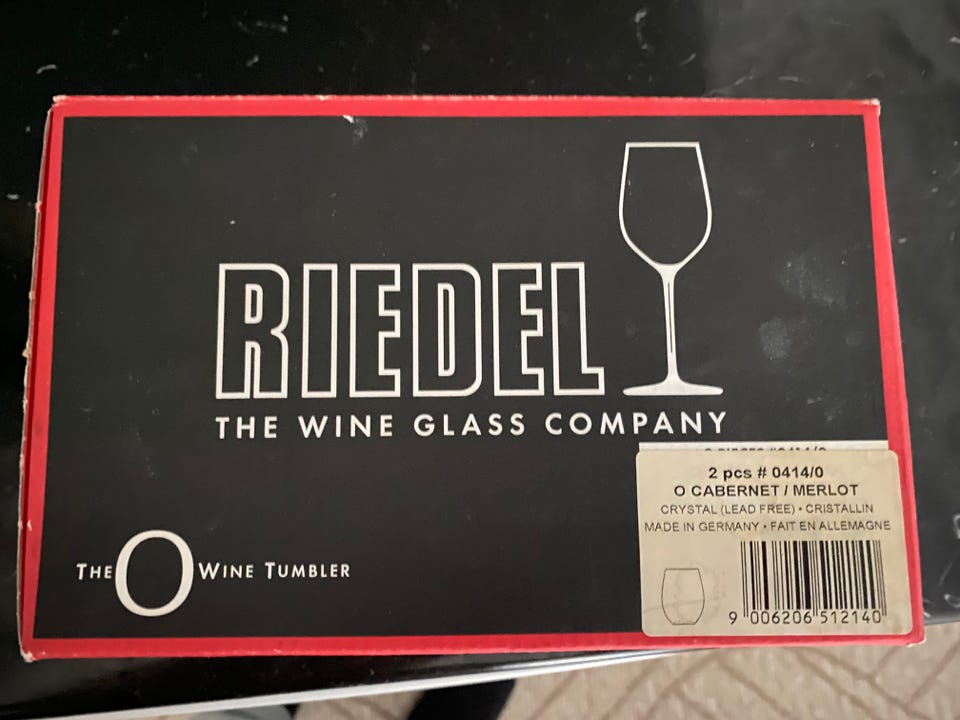 RIEDEL
THE WINE GLASS COMPANY
2 pcs # 0414/0
O CABERNET / MERLOT
CRYSTAL (LEAD FREE) • CRISTALLIN
MADE IN GERMANY • FAIT EN ALLEMAGNE
9 006206 512140
THE O WINE TUMBLER